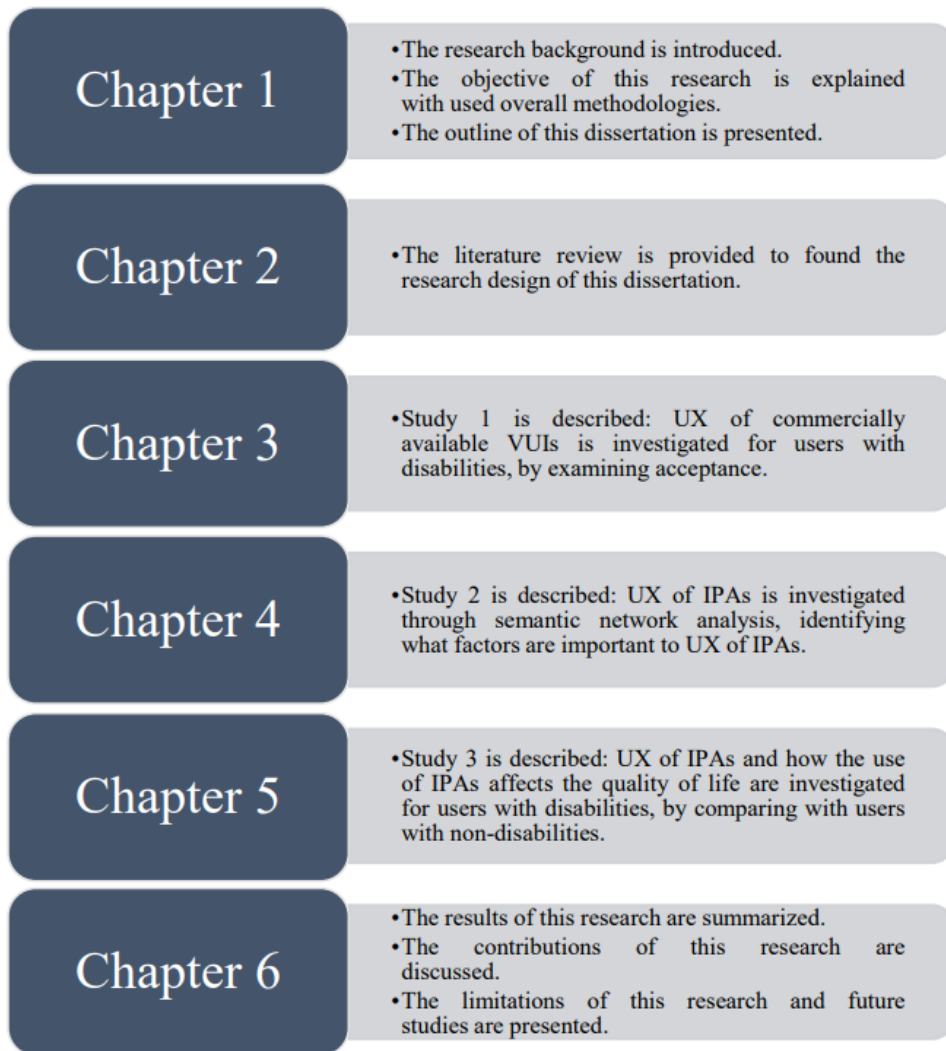 Chapter 1
•The research background is introduced.
•The objective of this research is explained
with used overall methodologies.
•The outline of this dissertation is presented.
Chapter 2
•The literature review is provided to found the
research design of this dissertation.
Chapter 3
•Study 1 is described: UX of commercially
available VUIs is investigated for users with
disabilities, by examining acceptance.
Chapter 4
•Study 2 is described: UX of IPAs is investigated
through semantic network analysis, identifying
what factors are important to UX of IPAs.
Chapter 5
•Study 3 is described: UX of IPAs and how the use
of IPAs affects the quality of life are investigated
for users with disabilities, by comparing with users
with non-disabilities.
Chapter 6
•The results of this research are summarized.
•The contributions of this research are
discussed.
•The limitations of this research and future
studies are presented.